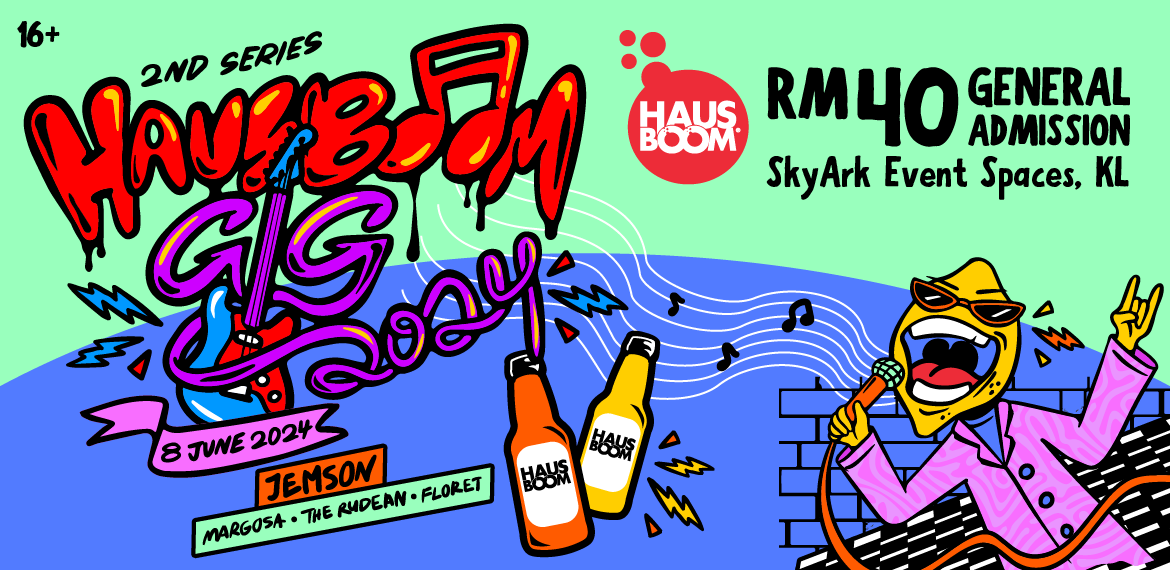 16+
2ND SERIES
HAUSBOOM
GIG
2024
8 JUNE 2024
JEMSON
MARGOSA • THE RUDEAN • FLORET
HAUS
BOOM
HAUS
BOOM
HAUS
BOOM®
RM40 GENERAL
ADMISSION
SkyArk Event Spaces, KL